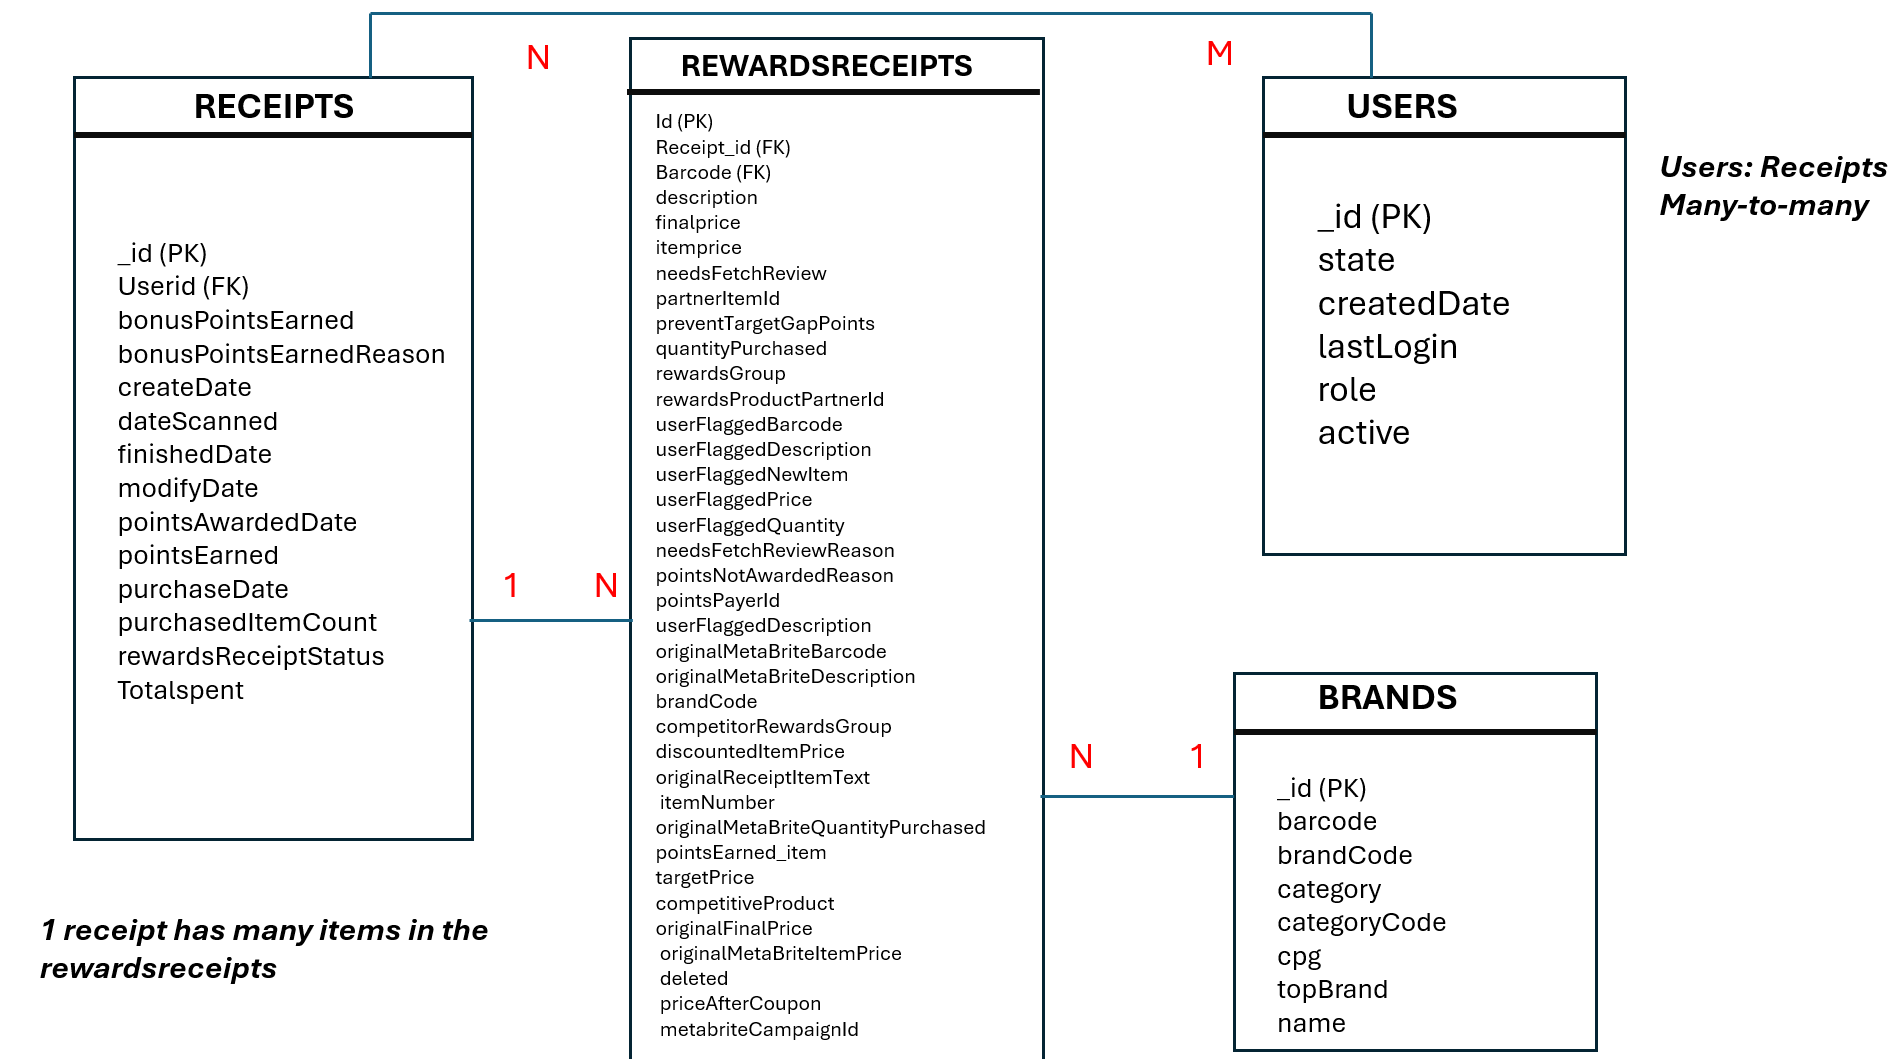 N
M
RECEIPTS
_id (PK)
Userid (FK)
bonusPointsEarned
bonusPointsEarnedReason
createDate
dateScanned
finishedDate
modifyDate
pointsAwardedDate
pointsEarned
purchaseDate
purchasedItemCount
rewardsReceiptStatus
Totalspent
1 receipt has many items in the
rewardsreceipts
1
N
REWARDSRECEIPTS
Id (PK)
Receipt_id (FK)
Barcode (FK)
description
finalprice
itemprice
needsFetchReview
partnerItemId
preventTargetGapPoints
quantityPurchased
rewardsGroup
rewardsProductPartnerId
userFlaggedBarcode
userFlaggedDescription
userFlaggedNewItem
userFlaggedPrice
userFlaggedQuantity
needsFetchReviewReason
pointsNotAwardedReason
pointsPayerId
userFlaggedDescription
originalMetaBriteBarcode
originalMetaBriteDescription
brandCode
competitorRewardsGroup
discountedItemPrice
originalReceiptItemText
itemNumber
originalMetaBriteQuantityPurchased
pointsEarned_item
targetPrice
competitiveProduct
originalFinalPrice
originalMetaBriteItemPrice
deleted
priceAfterCoupon
metabriteCampaignId
USERS
_id (PK)
state
createdDate
lastLogin
role
active
Users: Receipts
Many-to-many
N
1
BRANDS
_id (PK)
barcode
brandCode
category
categoryCode
cpg
topBrand
name